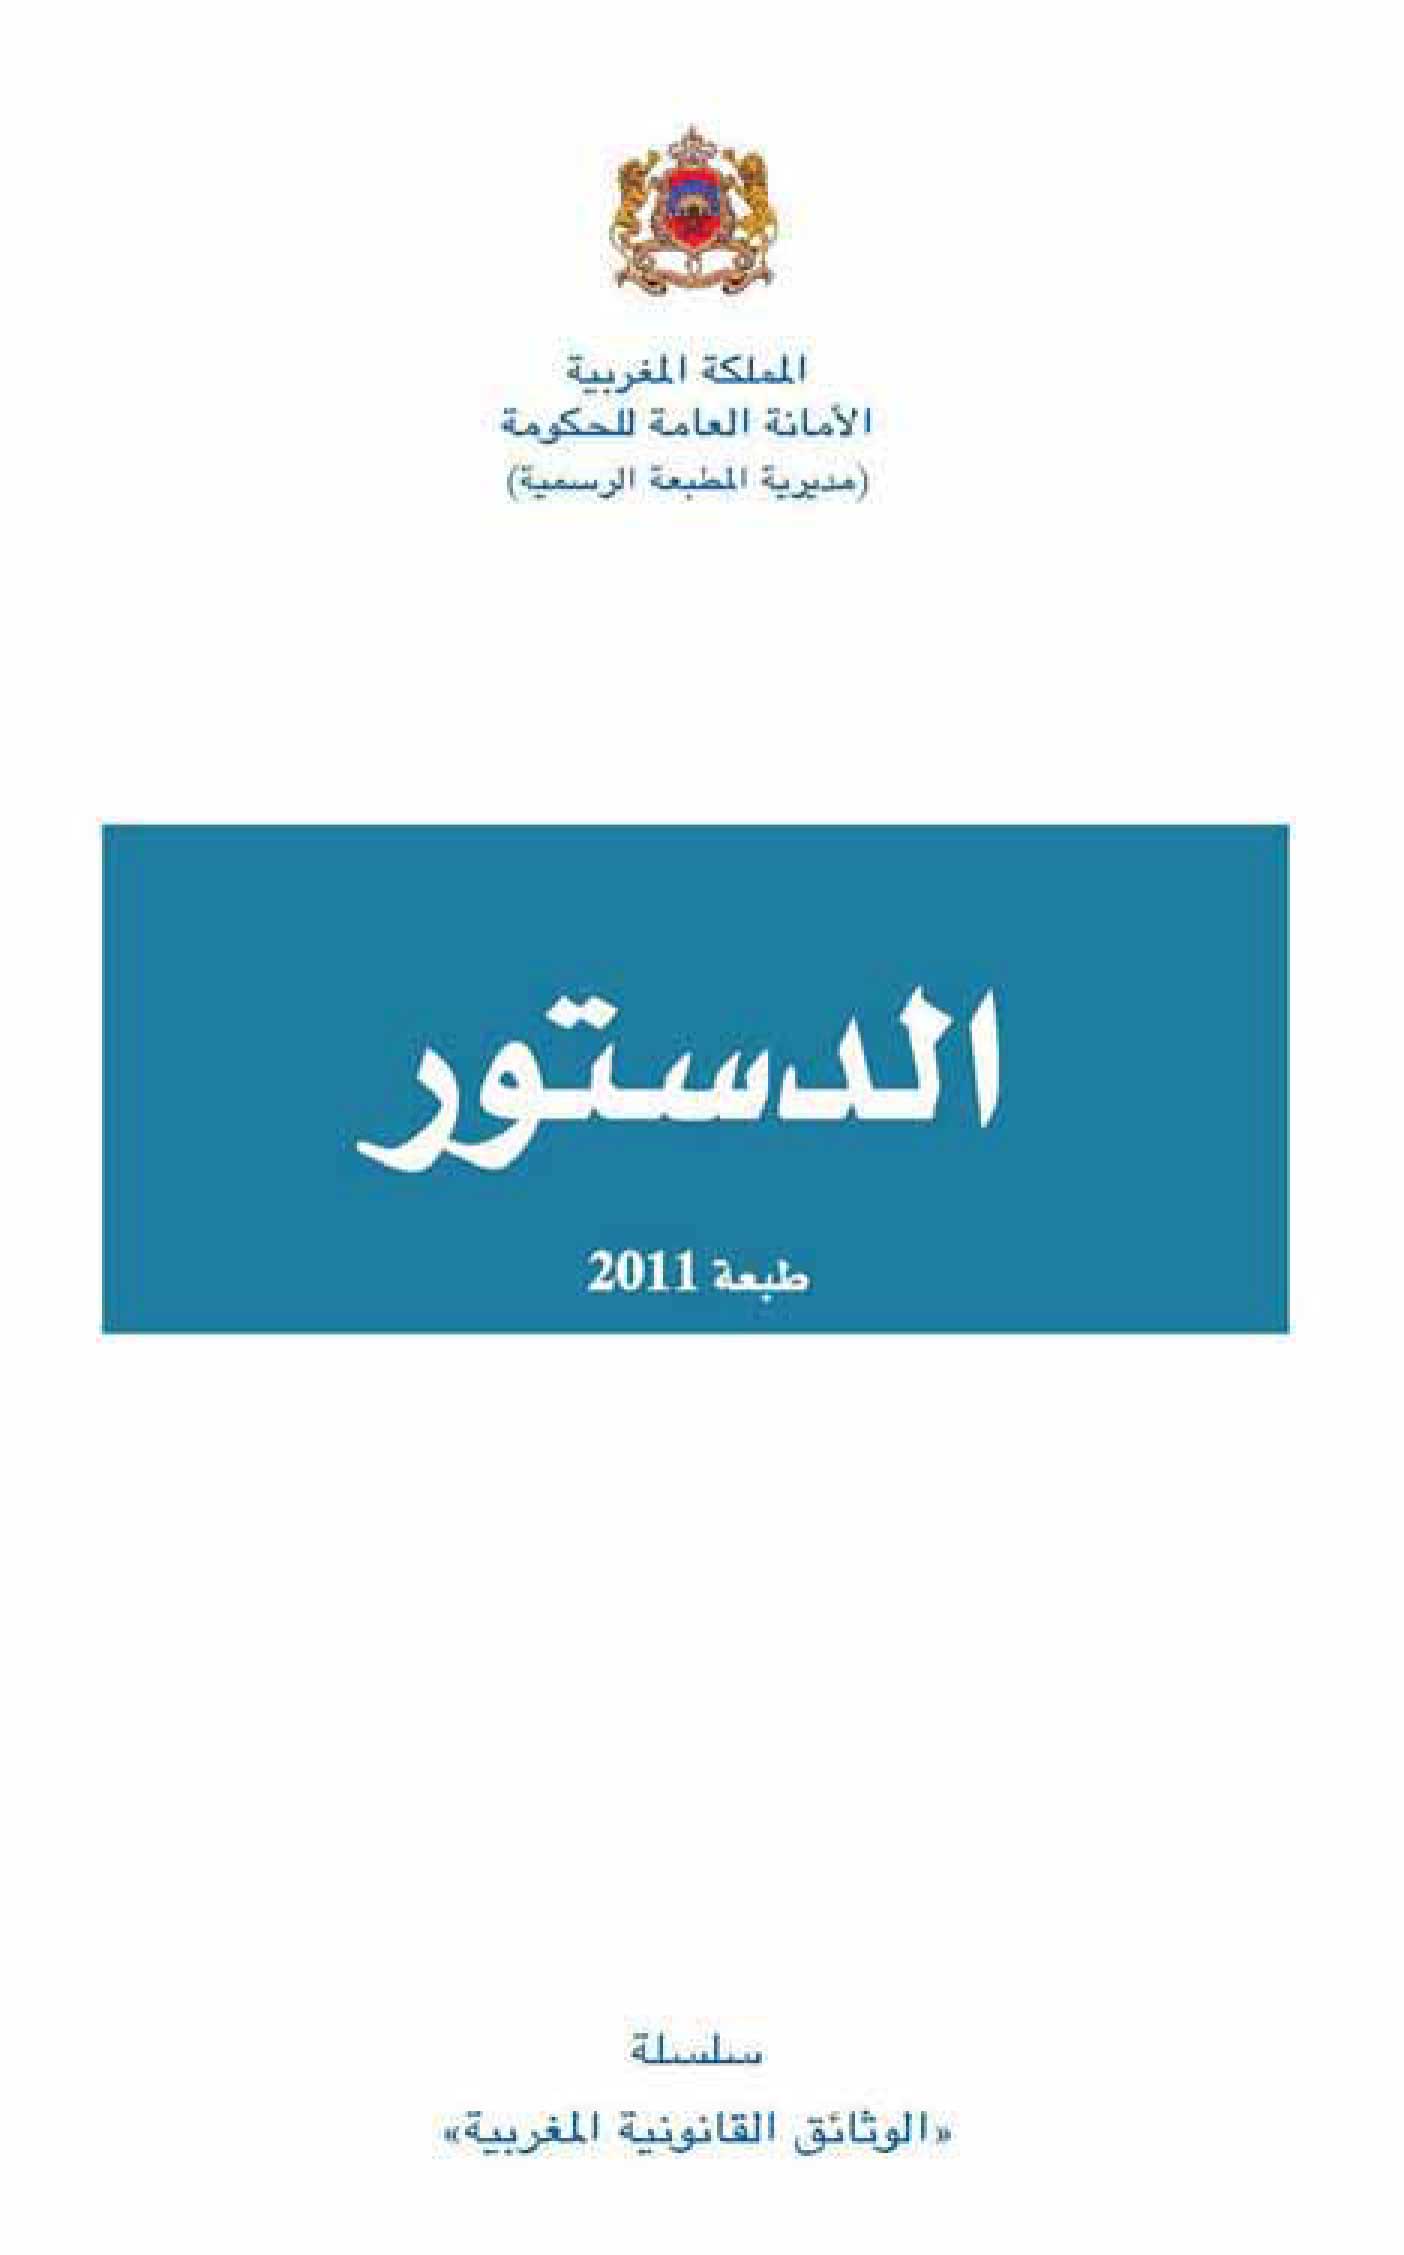 المملكة المغربية
الأمانة العامة للحكومة
(مديرية المطبعة الرسمية)
الدستور
طبعة 2011
سلسلة
«الوثائق القانونية المغربية»